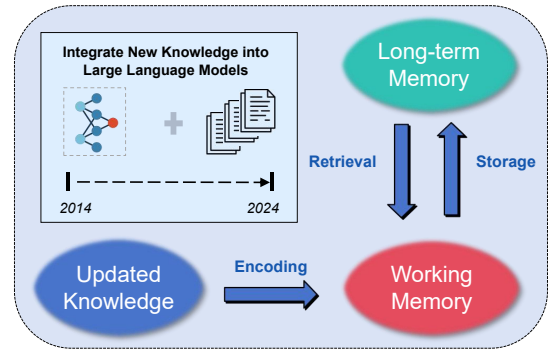 Integrate New Knowledge into
Large Language Models
2014
2024
Long-term
Memory
Retrieval
Storage
Updated
Knowledge
Encoding
Working
Memory